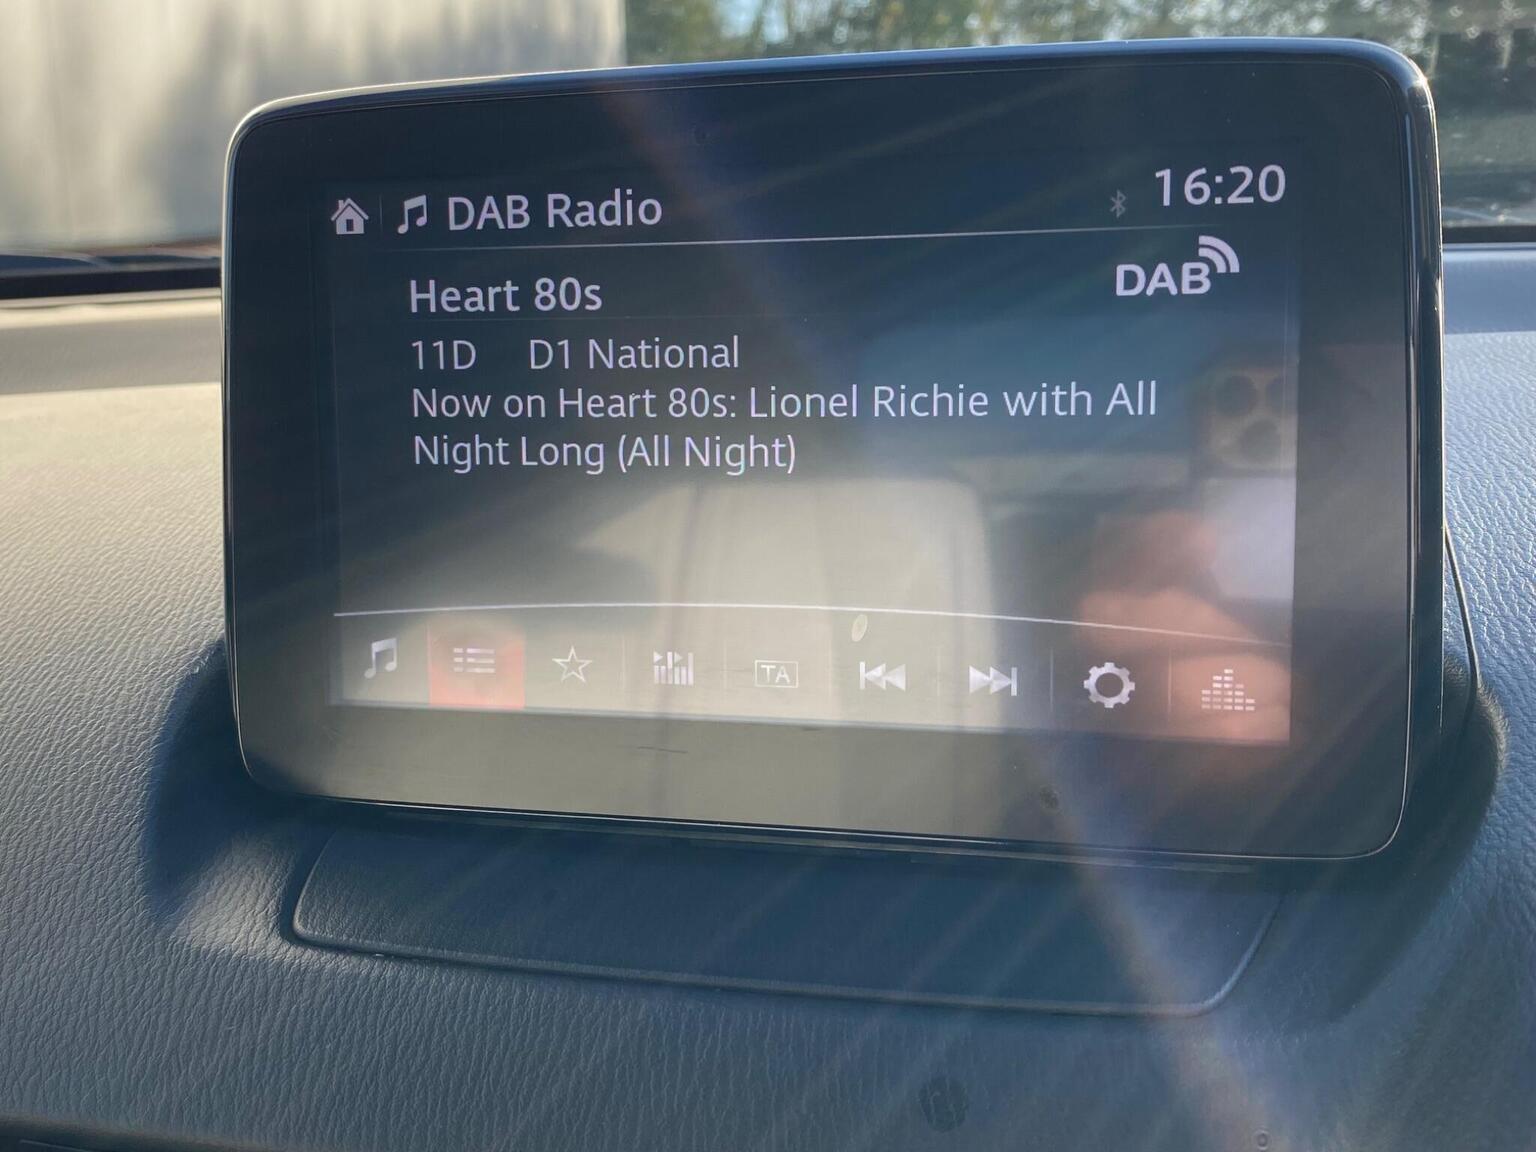 DAB Radio
16:20
Heart 80s
DAB
11D D1 National
Now on Heart 80s: Lionel Richie with All
Night Long (All Night)
TA